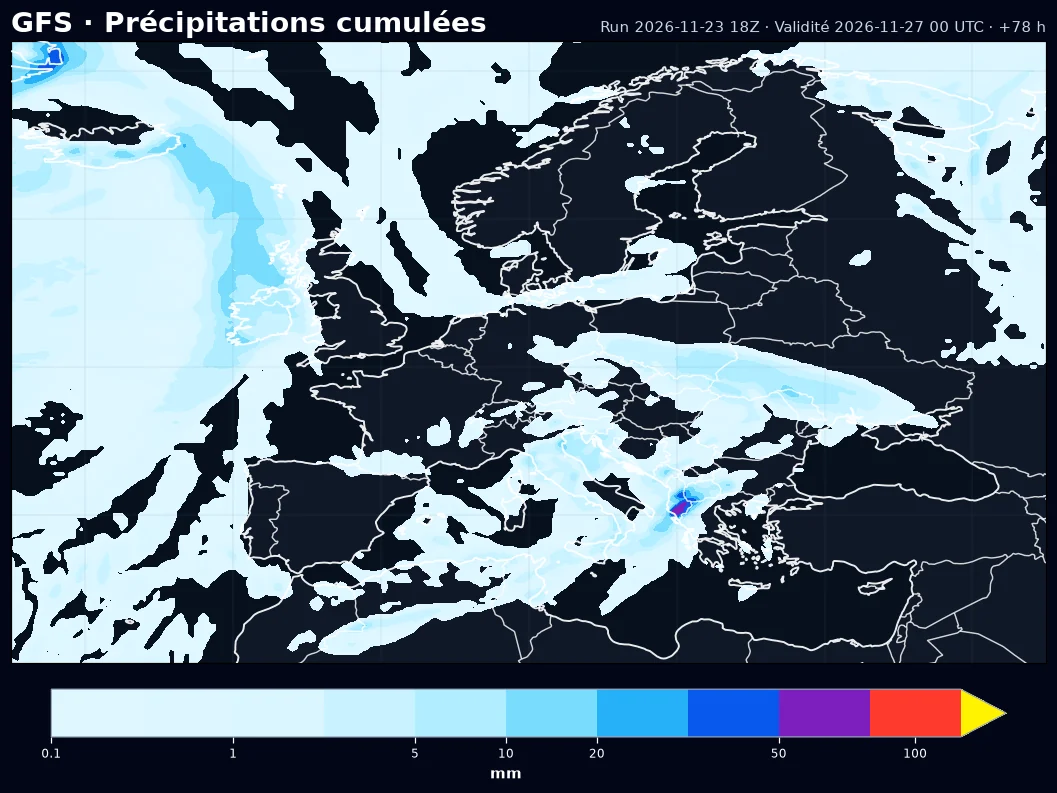 GFS · Précipitations cumulées
Run 2026-11-23 18Z · Validité 2026-11-27 00 UTC · +78 h
0.1 1 5 10 20 50 100
mm